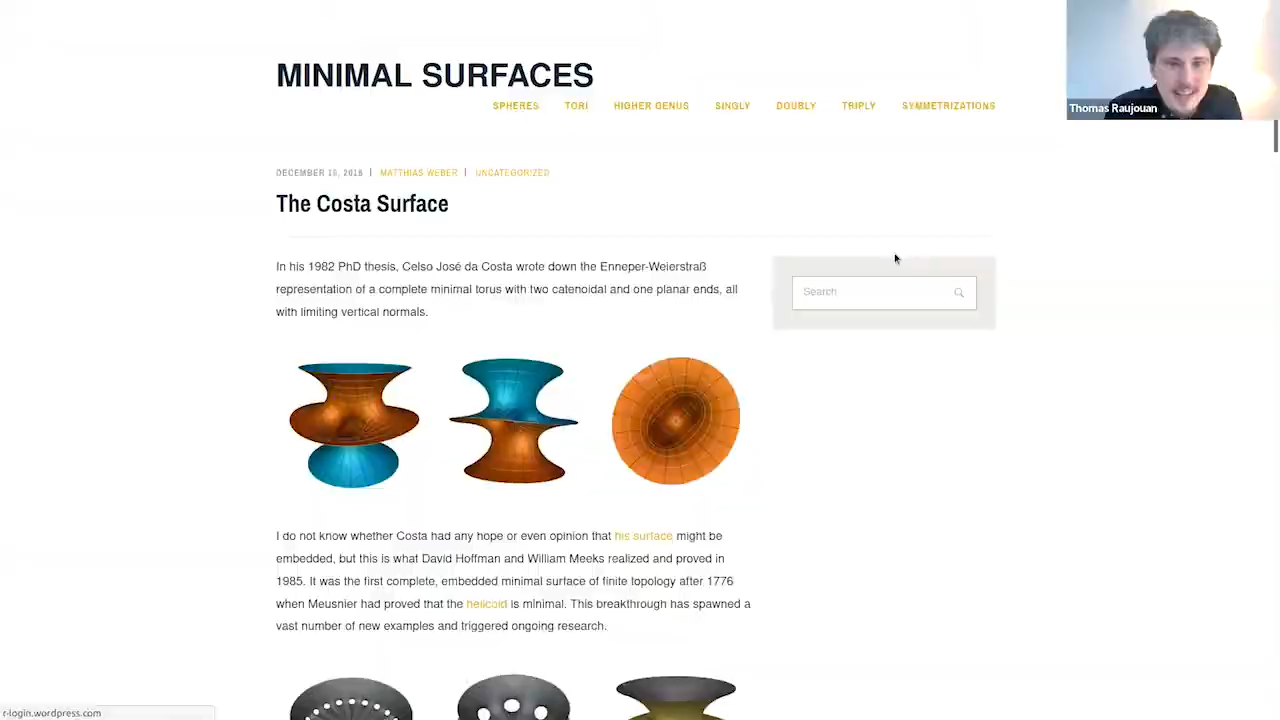 MINIMAL SURFACES
SPHERES TORI HIGHER GENUS SINGLY DOUBLY TRIPLY SYMMETRIZATIONS
Thomas Raujouan
DECEMBER 16, 2016 | MATTHIAS WEBER | UNCATEGORIZED
The Costa Surface
In his 1982 PhD thesis, Celso José da Costa wrote down the Enneper-Weierstraß
representation of a complete minimal torus with two catenoidal and one planar ends, all
with limiting vertical normals.
Search
I do not know whether Costa had any hope or even opinion that his surface might be
embedded, but this is what David Hoffman and William Meeks realized and proved in
1985. It was the first complete, embedded minimal surface of finite topology after 1776
when Meusnier had proved that the helicoid is minimal. This breakthrough has spawned a
vast number of new examples and triggered ongoing research.
r-login.wordpress.com